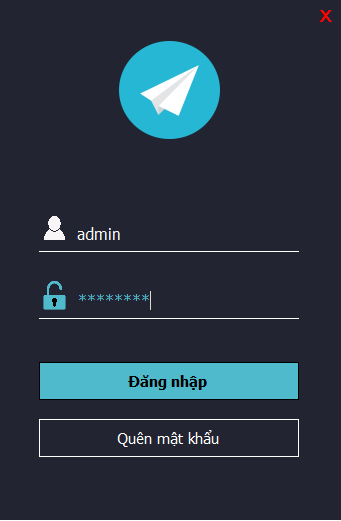 X
admin
********
Đăng nhập
Quên mật khẩu